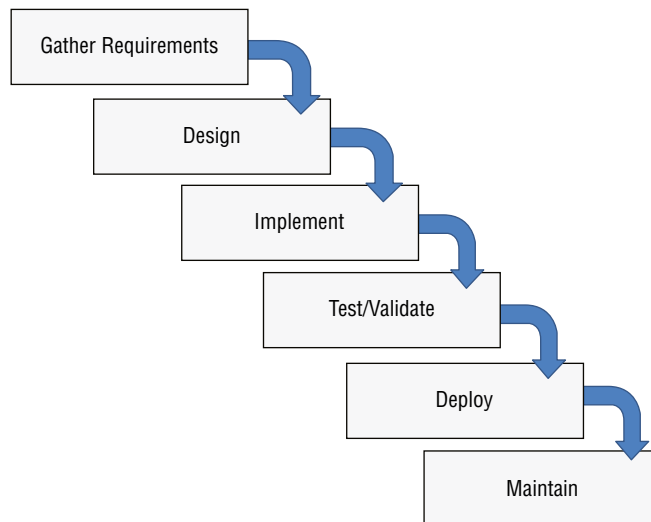 Gather Requirements
Design
Implement
Test/Validate
Deploy
Maintain